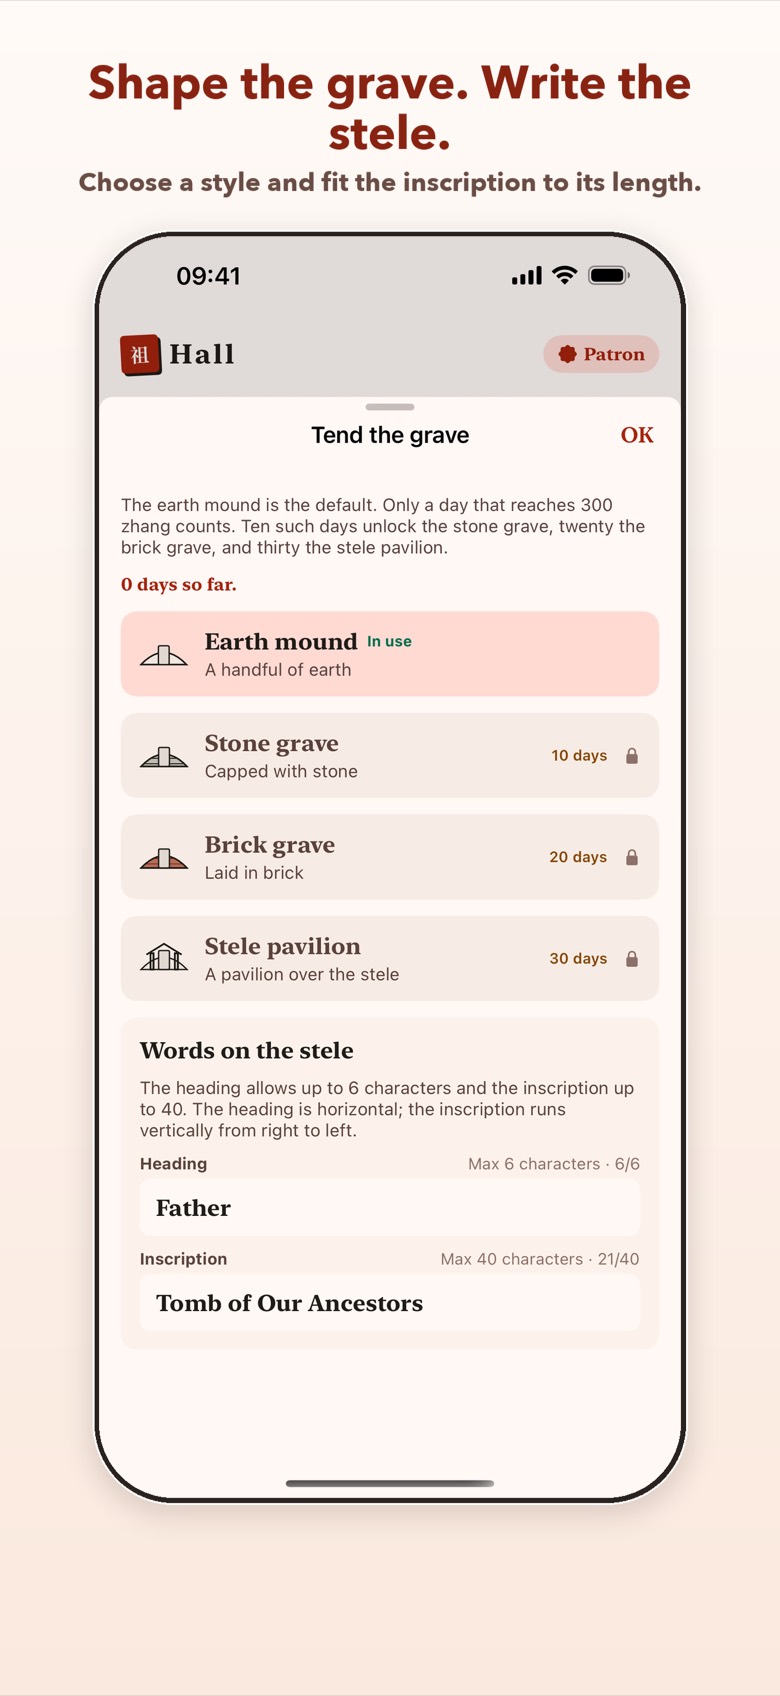 Shape the grave. Write the
stele.
Choose a style and fit the inscription to its length.
09:41
祖 Hall
Patron
Tend the grave
OK
The earth mound is the default. Only a day that reaches 300
zhang counts. Ten such days unlock the stone grave, twenty the
brick grave, and thirty the stele pavilion.
0 days so far.
Earth mound In use
A handful of earth
Stone grave
Capped with stone
10 days
Brick grave
Laid in brick
20 days
Stele pavilion
A pavilion over the stele
30 days
Words on the stele
The heading allows up to 6 characters and the inscription up
to 40. The heading is horizontal; the inscription runs
vertically from right to left.
Heading
Max 6 characters · 6/6
Father
Inscription
Max 40 characters · 21/40
Tomb of Our Ancestors